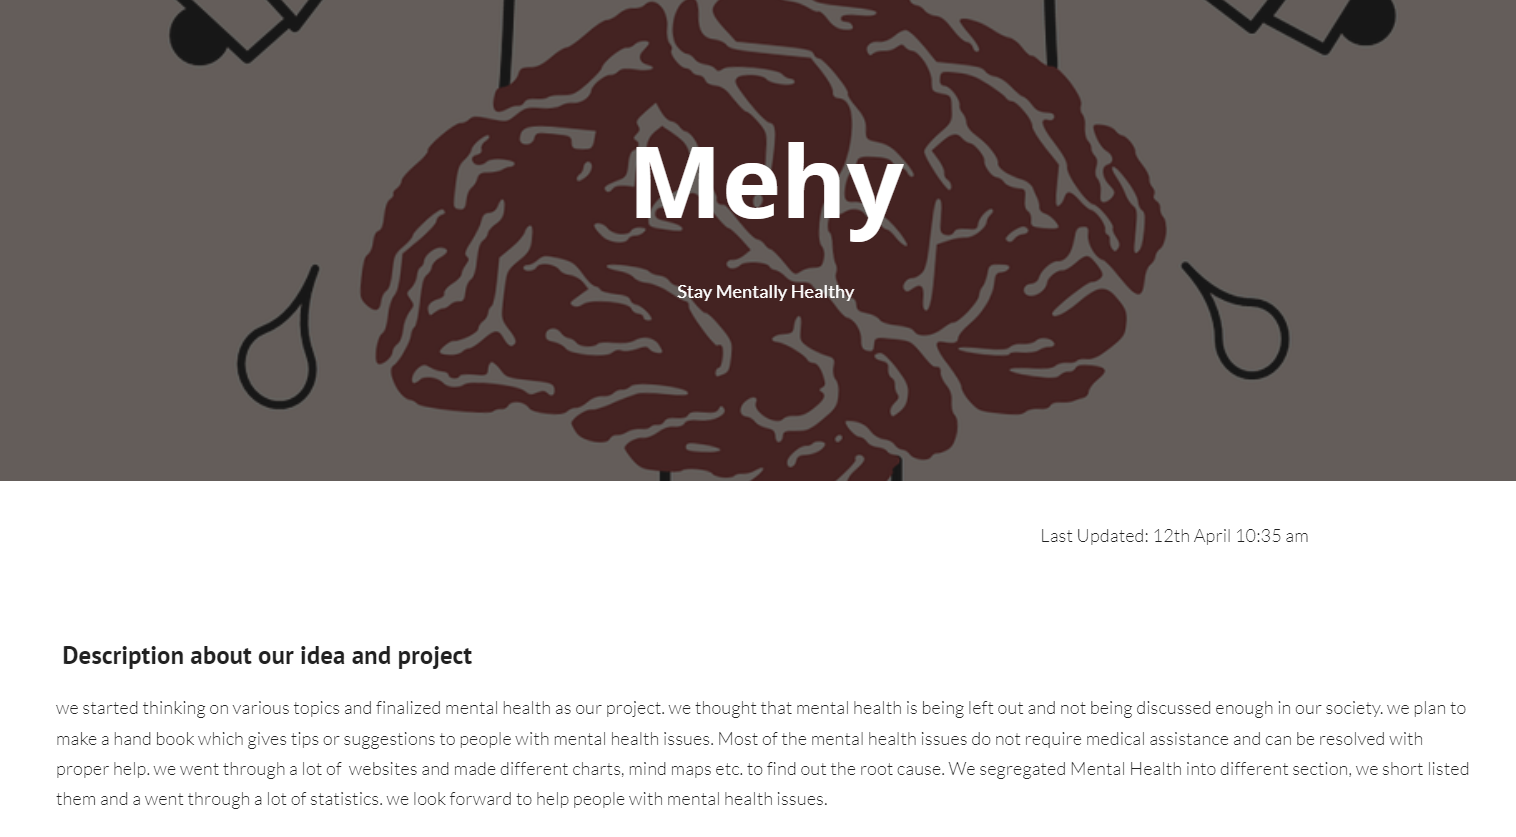 Mehy
Stay Mentally Healthy
Last Updated: 12th April 10:35 am
Description about our idea and project
we started thinking on various topics and finalized mental health as our project. we thought that mental health is being left out and not being discussed enough in our society. we plan to
make a hand book which gives tips or suggestions to people with mental health issues. Most of the mental health issues do not require medical assistance and can be resolved with
proper help. we went through a lot of  websites and made different charts, mind maps etc. to find out the root cause. We segregated Mental Health into different section, we short listed
them and a went through a lot of statistics. we look forward to help people with mental health issues.